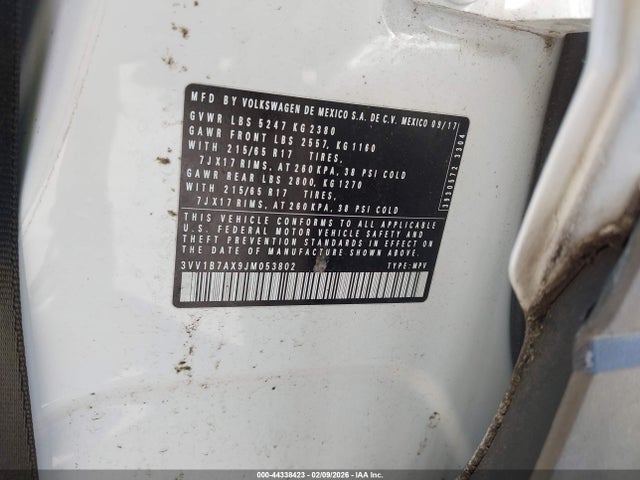 MFD BY VOLKSWAGEN DE MEXICO S.A. DE C.V. MEXICO 09/17
GVWR LBS 5247 KG 2380
GAWR FRONT LBS 2557, KG 1160
WITH 215/65 R17 TIRES,
7JX17 RIMS, AT 260 KPA, 38 PSI COLD
GAWR REAR LBS 2800, KG 1270
WITH 215/65 R17 TIRES,
7JX17 RIMS, AT 260KPA, 38 PSI COLD
THIS VEHICLE CONFORMS TO ALL APPLICABLE
U.S. FEDERAL MOTOR VEHICLE SAFETY AND
THEFT PREVENTION STANDARDS IN EFFECT ON
THE DATE OF MANUFACTURE SHOWN ABOVE.
3VV1B7AX9JM053802 TYPE: MPV
3930572 3304
000-44338423 - 02/09/2026 - IAA Inc.